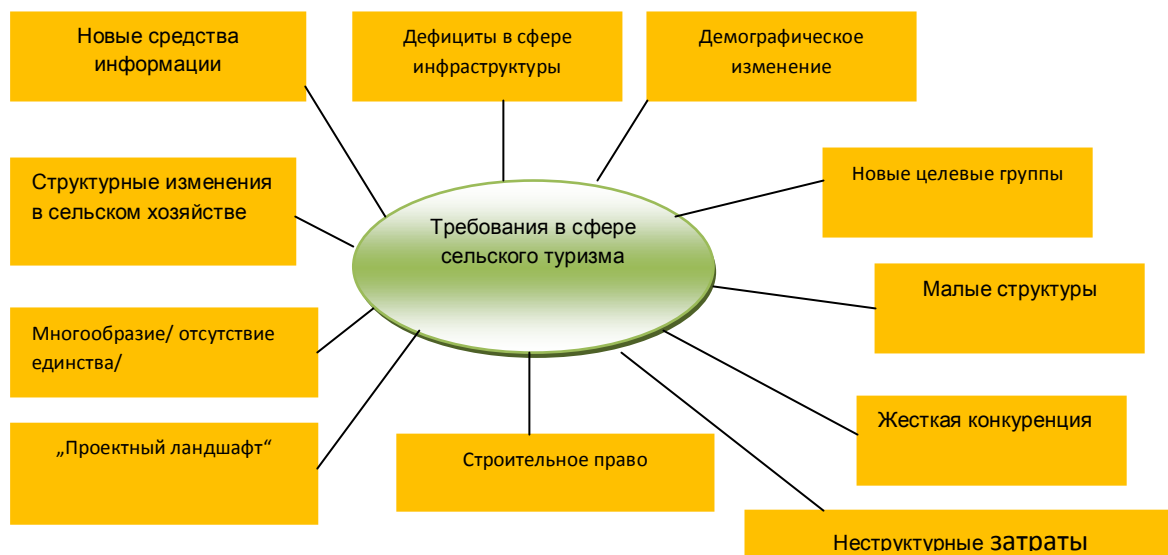 Новые средства
информации
Дефициты в сфере
инфраструктуры
Демографическое
изменение
Структурные изменения
в сельском хозяйстве
Новые целевые группы
Требования в сфере
сельского туризма
Малые структуры
Многообразие/ отсутствие
единства/
Жесткая конкуренция
„Проектный ландшафт“
Строительное право
Неструктурные затраты